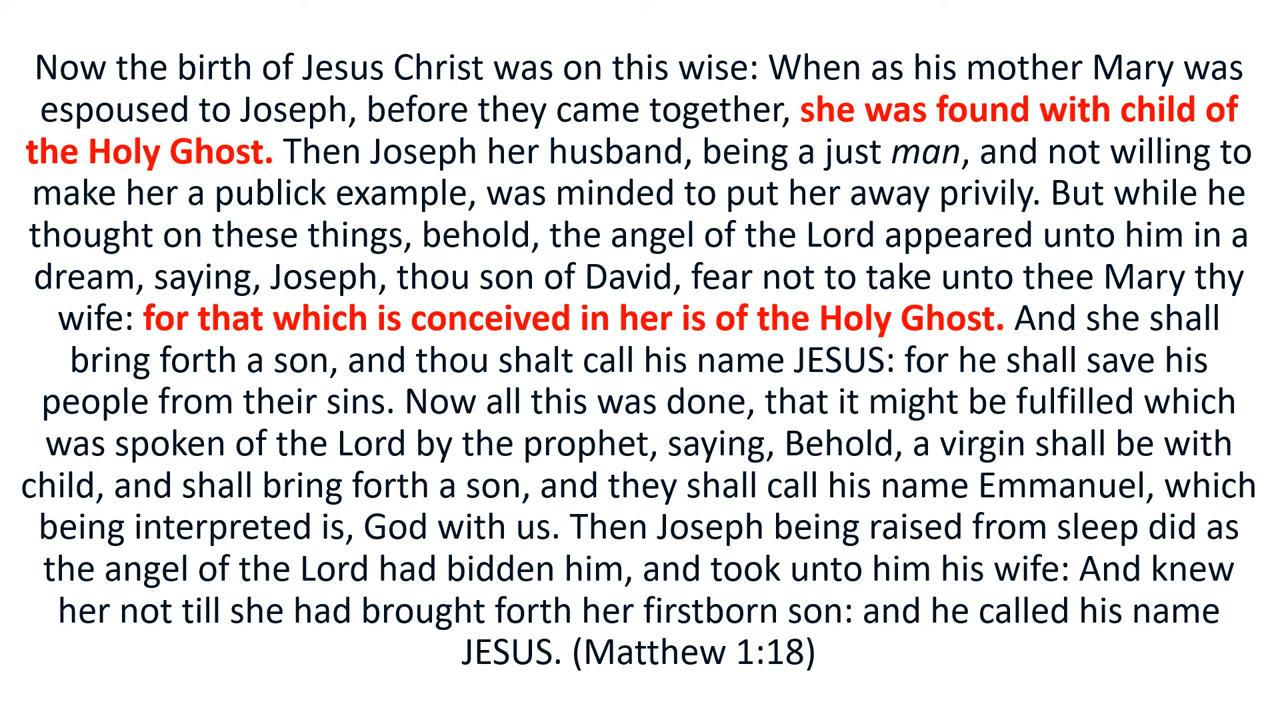 Now the birth of Jesus Christ was on this wise: When as his mother Mary was
espoused to Joseph, before they came together, she was found with child of
the Holy Ghost. Then Joseph her husband, being a just man, and not willing to
make her a publick example, was minded to put her away privily. But while he
thought on these things, behold, the angel of the Lord appeared unto him in a
dream, saying, Joseph, thou son of David, fear not to take unto thee Mary thy
wife: for that which is conceived in her is of the Holy Ghost. And she shall
bring forth a son, and thou shalt call his name JESUS: for he shall save his
people from their sins. Now all this was done, that it might be fulfilled which
was spoken of the Lord by the prophet, saying, Behold, a virgin shall be with
child, and shall bring forth a son, and they shall call his name Emmanuel, which
being interpreted is, God with us. Then Joseph being raised from sleep did as
the angel of the Lord had bidden him, and took unto him his wife: And knew
her not till she had brought forth her firstborn son: and he called his name
JESUS. (Matthew 1:18)